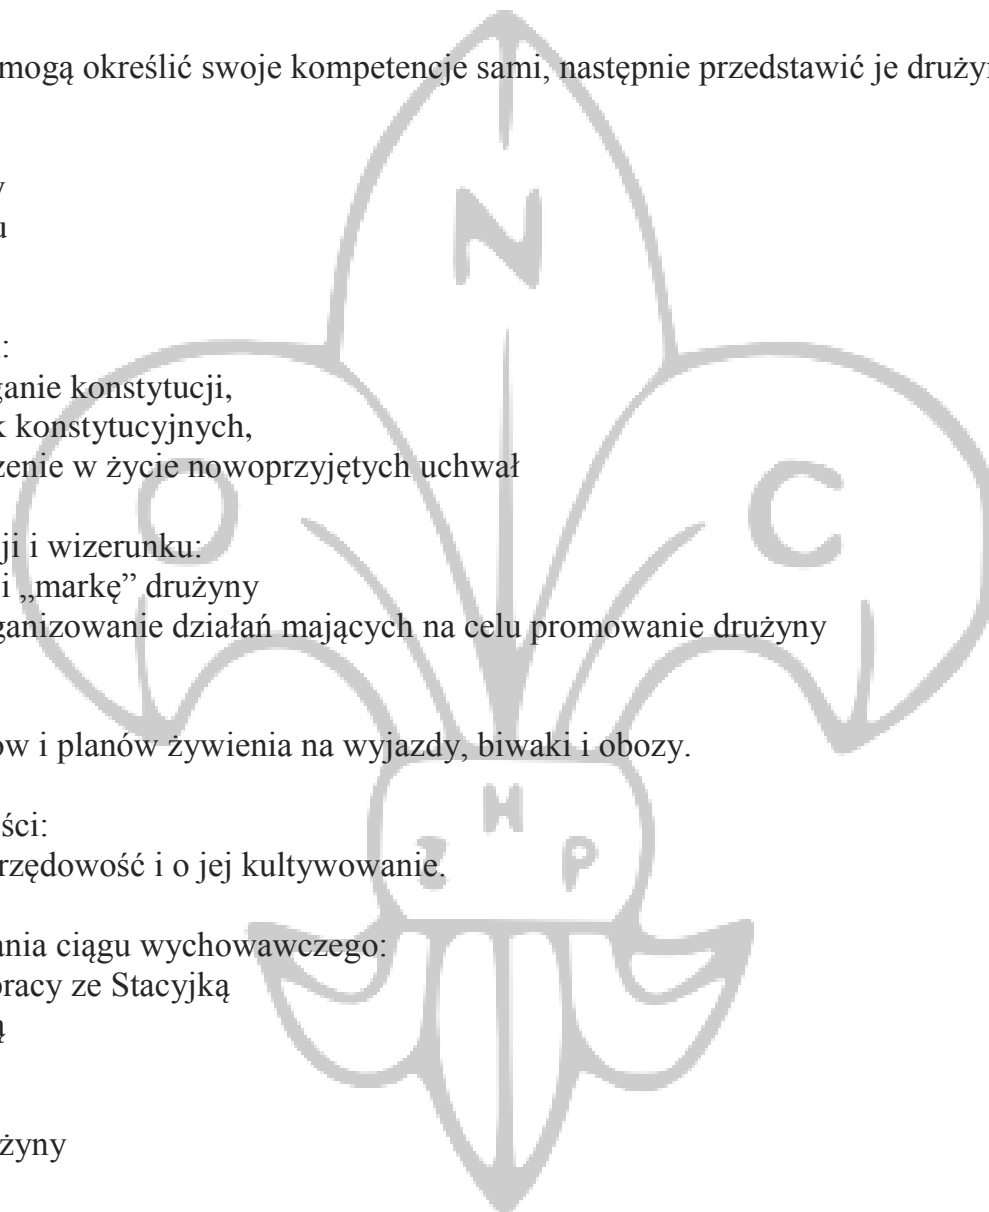 mogą określić swoje kompetencje sami, następnie przedstawić je druży
y
u
:
ganie konstytucji,
k konstytucyjnych,
zenie w życie nowoprzyjętych uchwał
ji i wizerunku:
i „markę” drużyny
ganizowanie działań mających na celu promowanie drużyny
ow i planów żywienia na wyjazdy, biwaki i obozy.
ści:
rzędowość i o jej kultywowanie.
ania ciągu wychowawczego:
pracy ze Stacyjką
ą
żyny
N
O C
Z H P